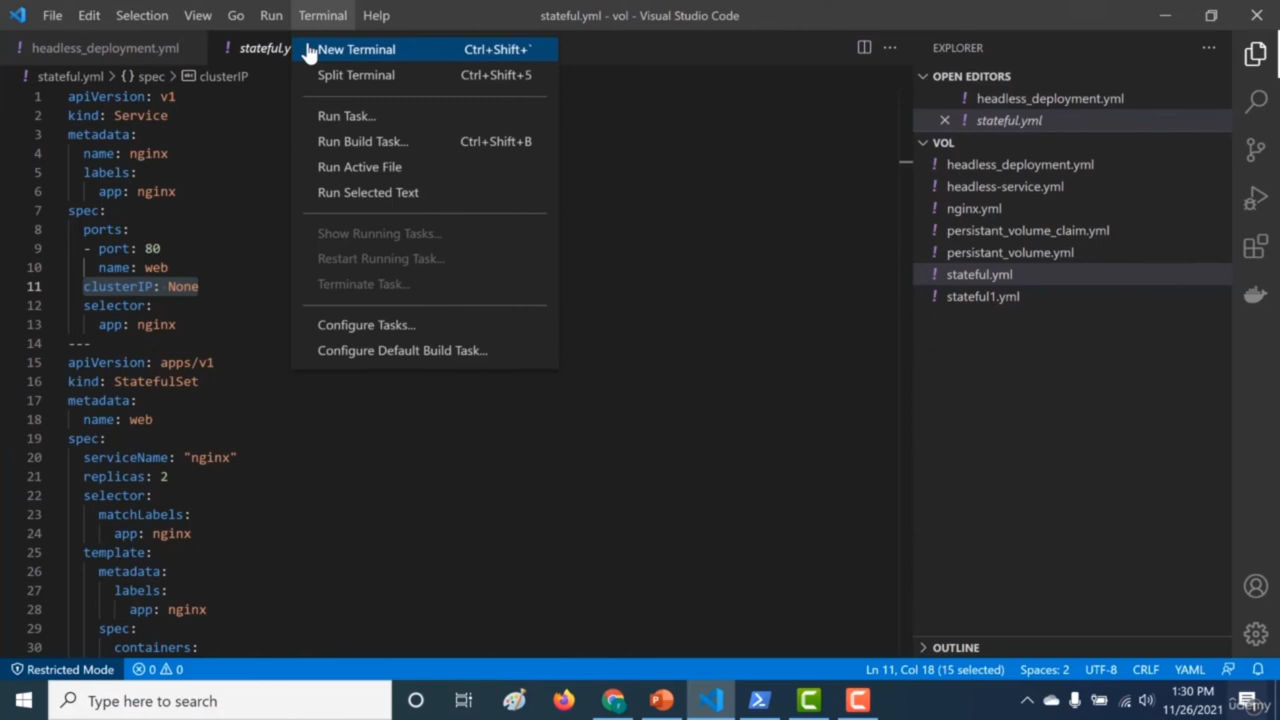 File Edit Selection View Go Run Terminal Help stateful.yml - vol - Visual Studio Code
! headless_deployment.yml ! stateful.y
! stateful.yml > {} spec > clusterIP
1 apiVersion: v1
2 kind: Service
3 metadata:
4 name: nginx
5 labels:
6 app: nginx
7 spec:
8 ports:
9 - port: 80
10 name: web
11 clusterIP: None
12 selector:
13 app: nginx
14 ---
15 apiVersion: apps/v1
16 kind: StatefulSet
17 metadata:
18 name: web
19 spec:
20 serviceName: "nginx"
21 replicas: 2
22 selector:
23 matchLabels:
24 app: nginx
25 template:
26 metadata:
27 labels:
28 app: nginx
29 spec:
30 containers:
New Terminal Ctrl+Shift+`
Split Terminal Ctrl+Shift+5
Run Task...
Run Build Task... Ctrl+Shift+B
Run Active File
Run Selected Text
Show Running Tasks...
Restart Running Task...
Terminate Task...
Configure Tasks...
Configure Default Build Task...
EXPLORER
OPEN EDITORS
! headless_deployment.yml
! stateful.yml
VOL
! headless_deployment.yml
! headless-service.yml
! nginx.yml
! persistant_volume_claim.yml
! persistant_volume.yml
! stateful.yml
! stateful1.yml
OUTLINE
Restricted Mode 0 0 Ln 11, Col 18 (15 selected) Spaces: 2 UTF-8 CRLF YAML
Type here to search
1:30 PM
11/26/2021
udemy